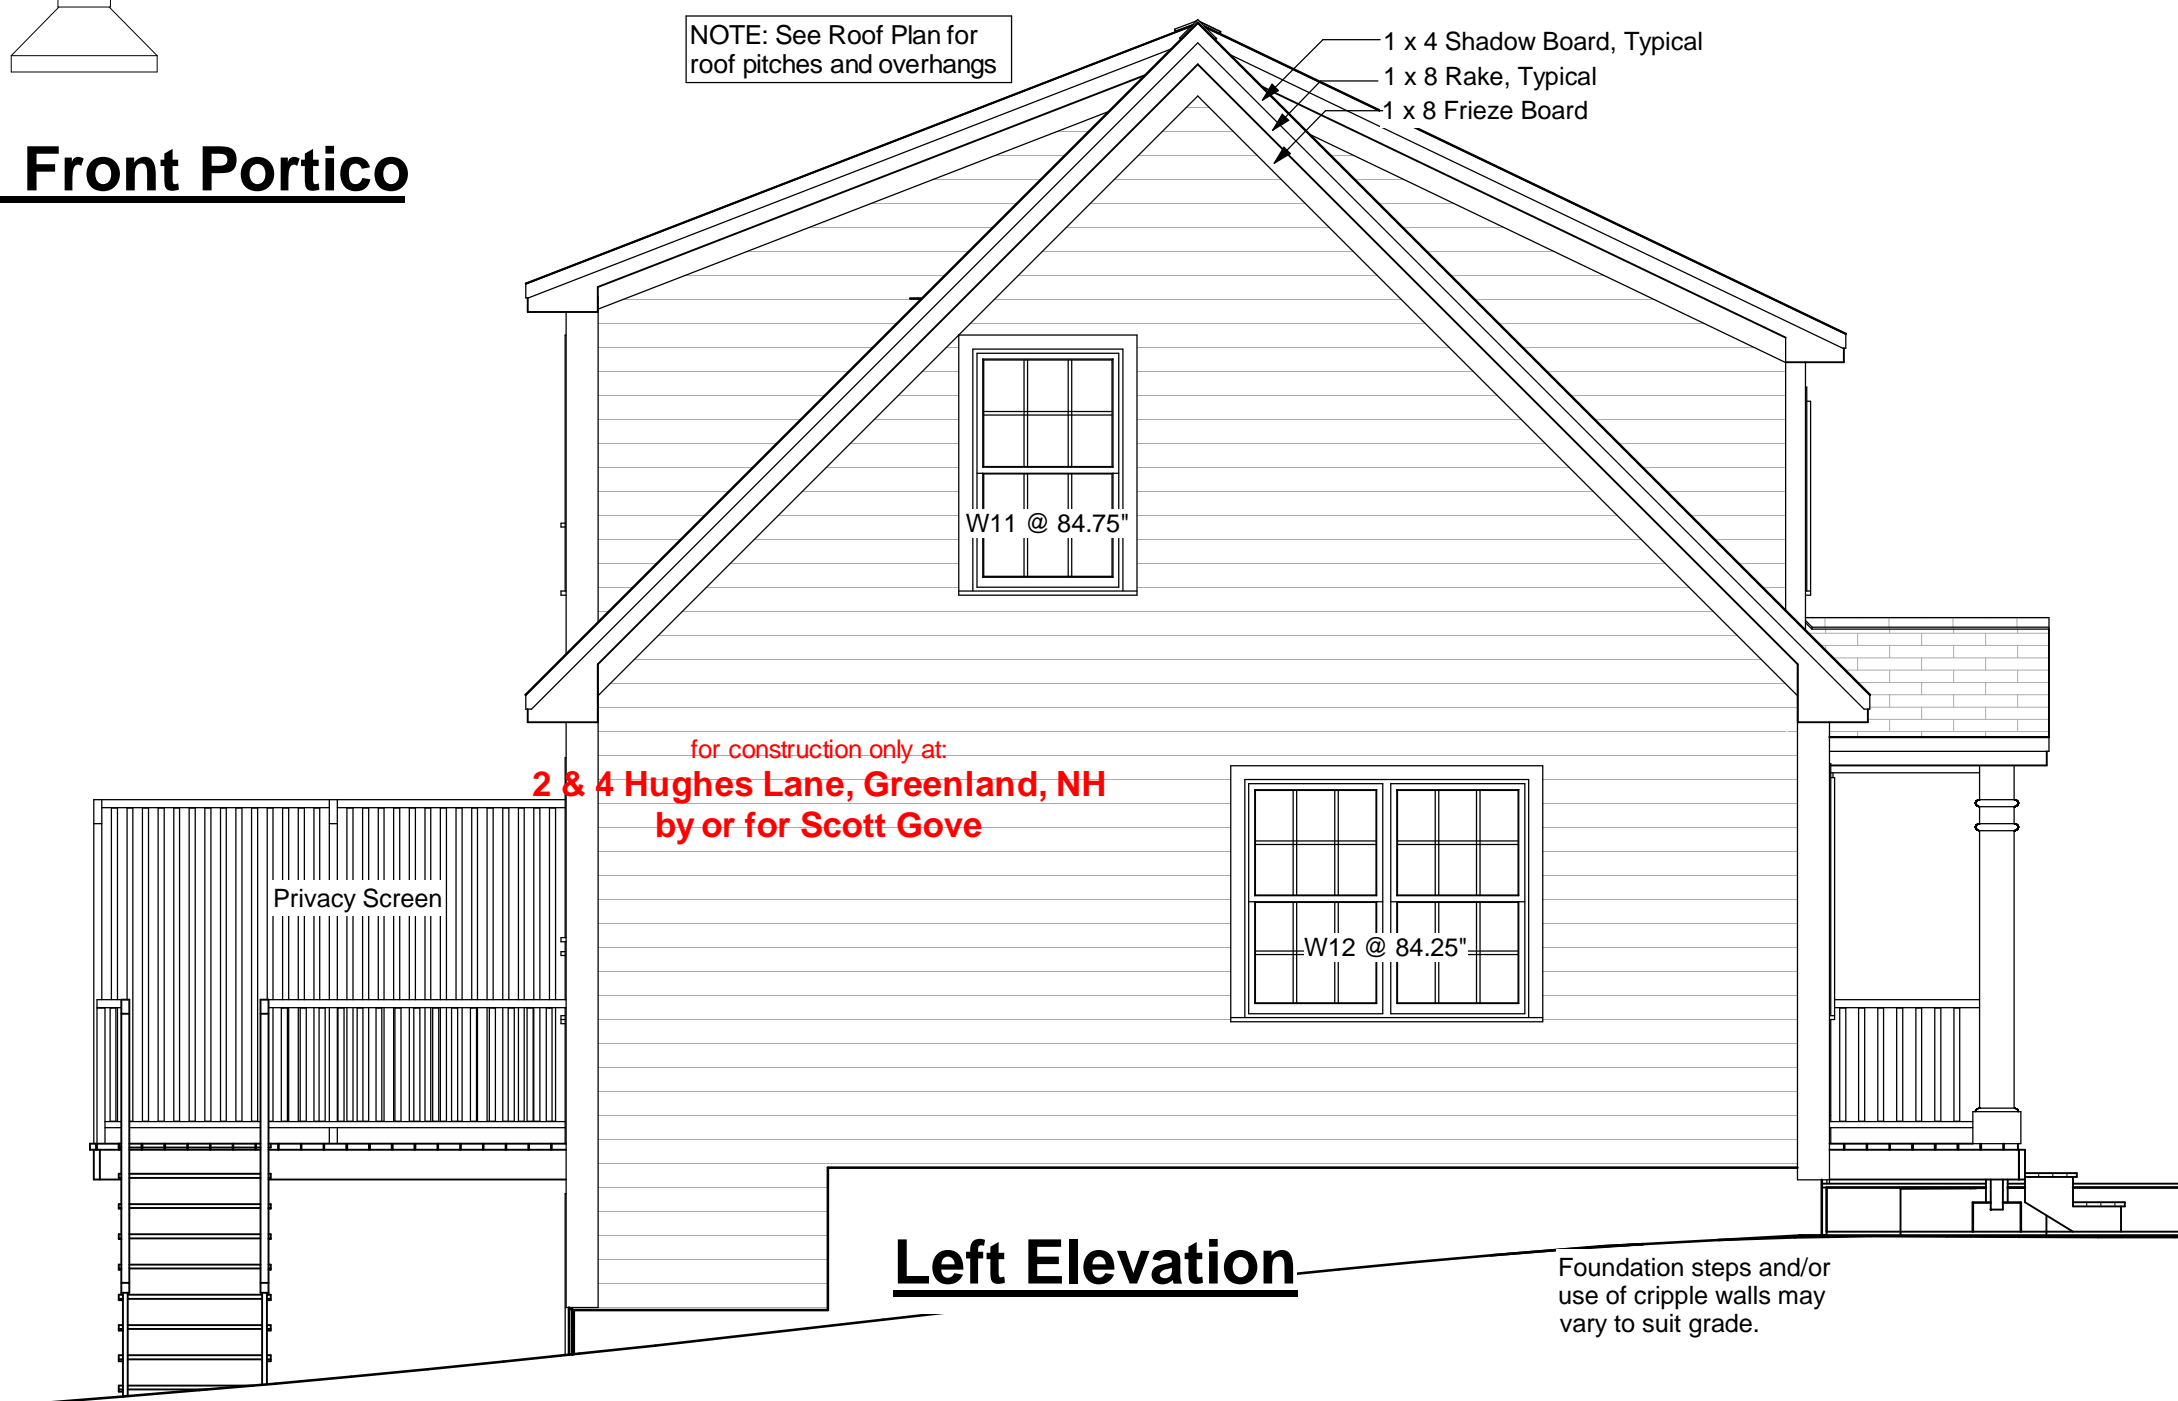 NOTE: See Roof Plan for
roof pitches and overhangs
1 x 4 Shadow Board, Typical
1 x 8 Rake, Typical
1 x 8 Frieze Board
Front Portico
W11 @ 84.75"
for construction only at:
2 & 4 Hughes Lane, Greenland, NH
by or for Scott Gove
Privacy Screen
W12 @ 84.25"
Left Elevation
Foundation steps and/or
use of cripple walls may
vary to suit grade.